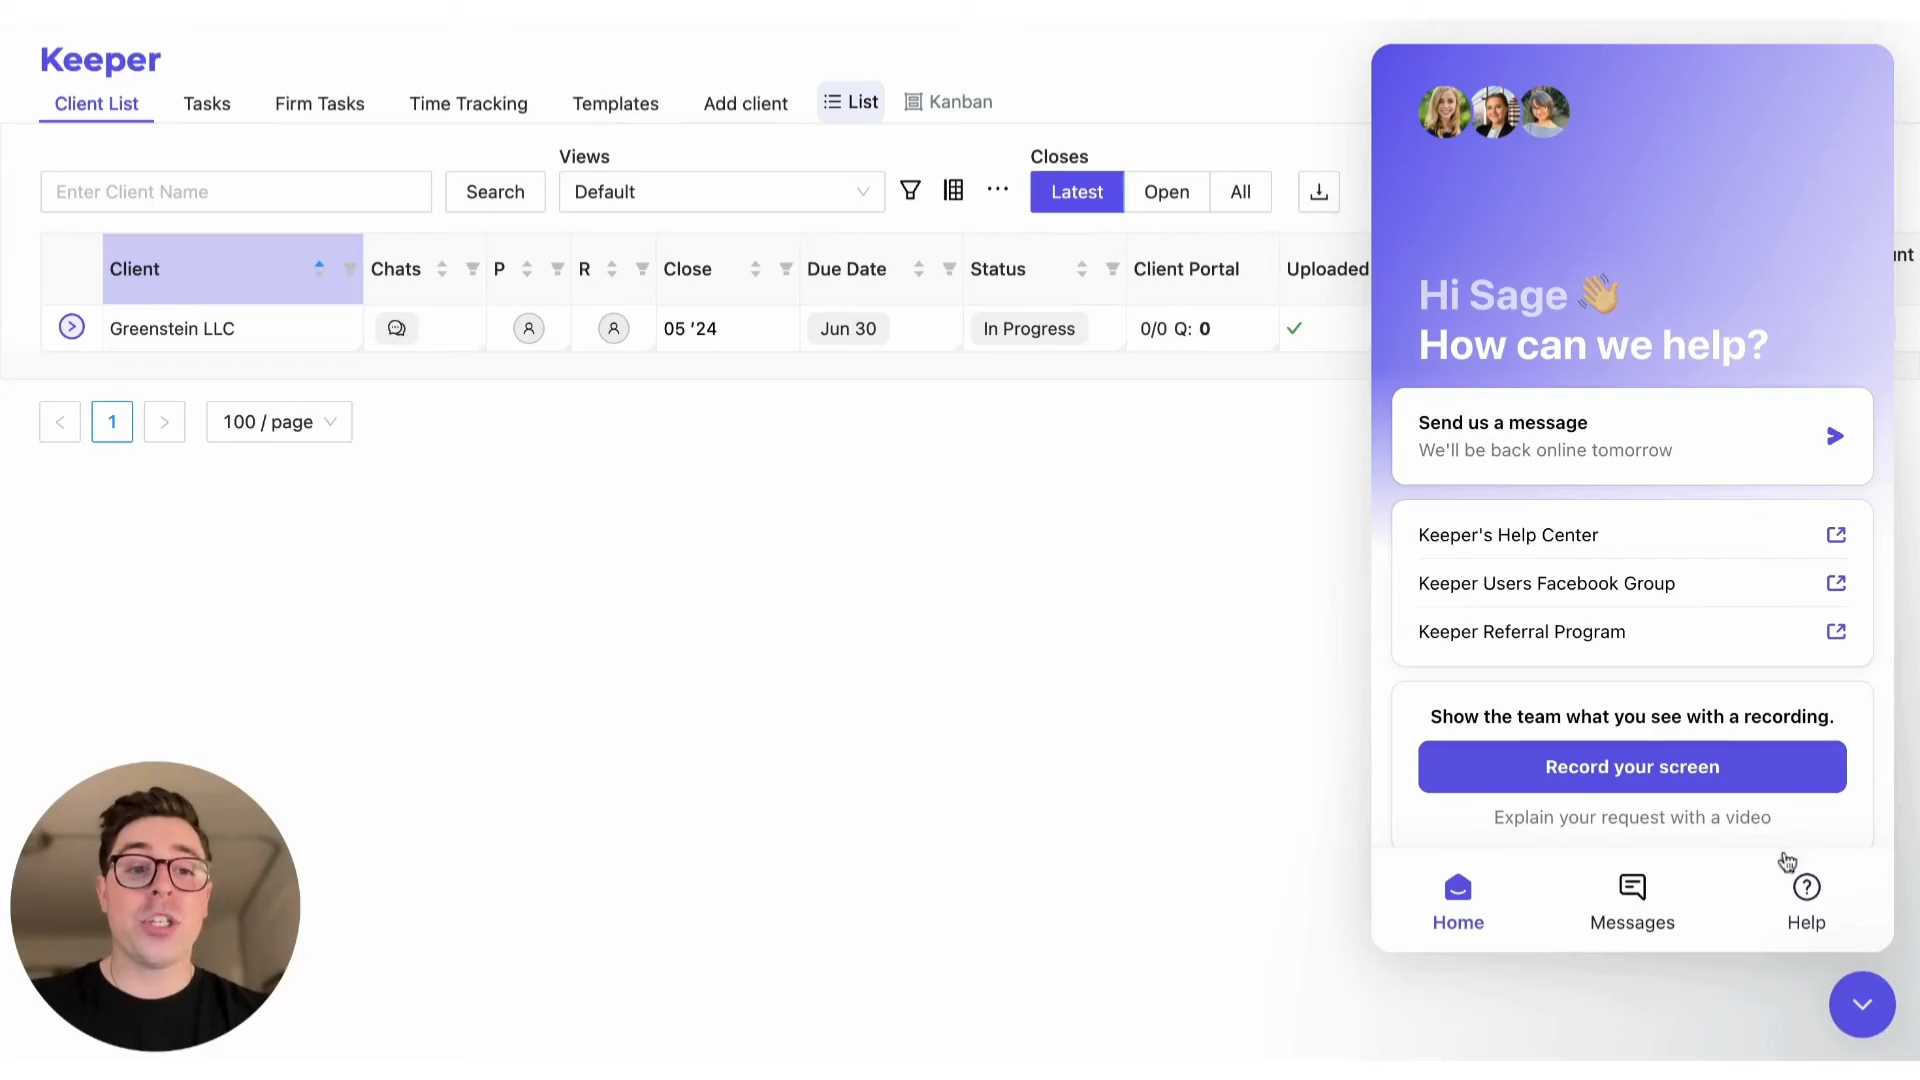 Keeper
Client List Tasks Firm Tasks Time Tracking Templates Add client List Kanban
Views
Closes
Enter Client Name Search Default ... Latest Open All
Client Chats P R Close Due Date Status Client Portal Uploaded
Greenstein LLC 05 '24 Jun 30 In Progress 0/0 Q: 0
< 1 > 100 / page
Hi Sage 👋
How can we help?
Send us a message
We'll be back online tomorrow
Keeper's Help Center
Keeper Users Facebook Group
Keeper Referral Program
Show the team what you see with a recording.
Record your screen
Explain your request with a video
Home Messages Help